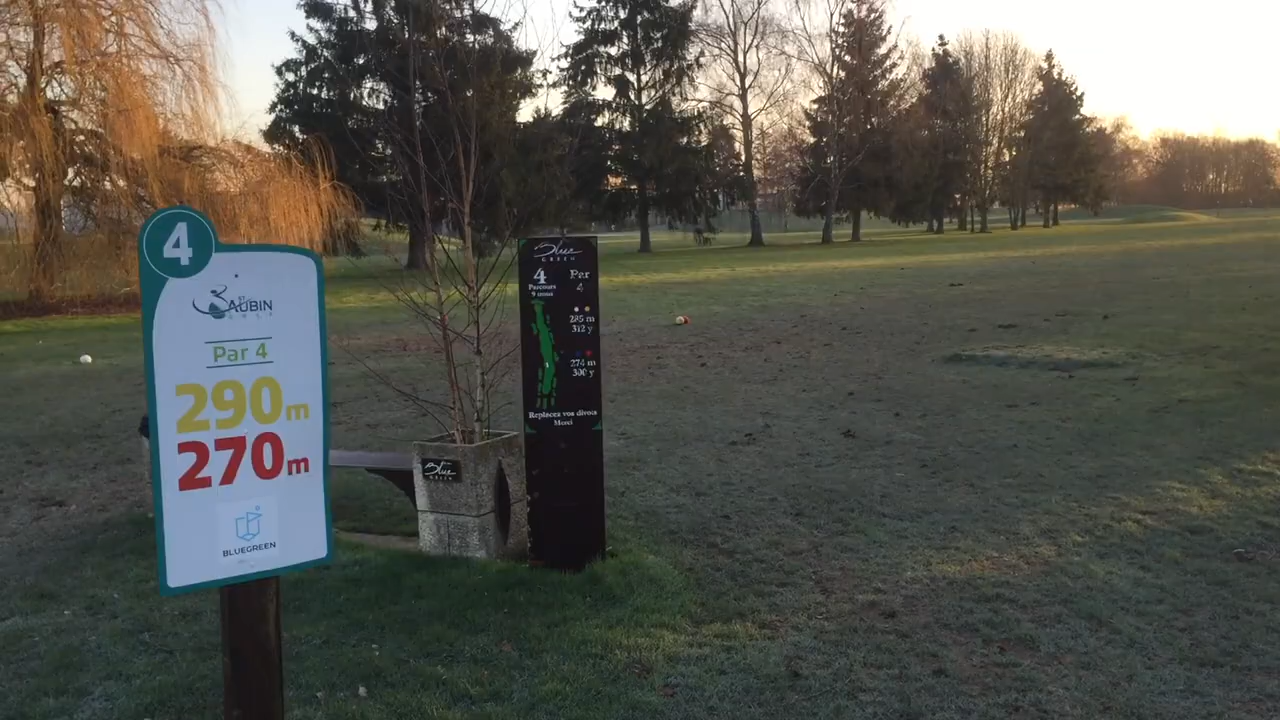 4
ST
AUBIN
GOLF
Par 4
290m
270m
BLUEGREEN
Blue
GREEN
4
Parcours
9 trous
Par
4
285 m
312 y
274 m
300 y
Replacez vos divots
Merci
Blue
GREEN